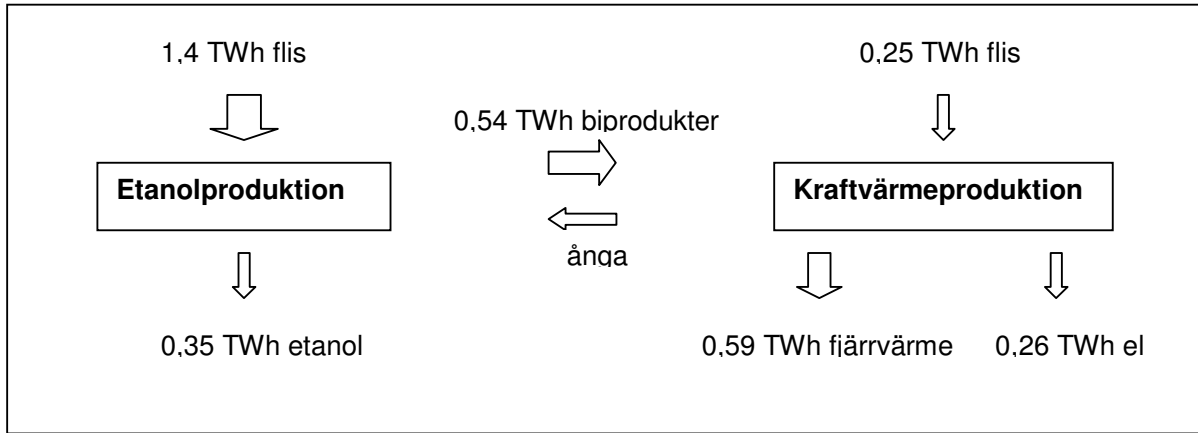 1,4 TWh flis
0,25 TWh flis
0,54 TWh biprodukter
Etanolproduktion
Kraftvärmeproduktion
ånga
0,35 TWh etanol
0,59 TWh fjärrvärme
0,26 TWh el